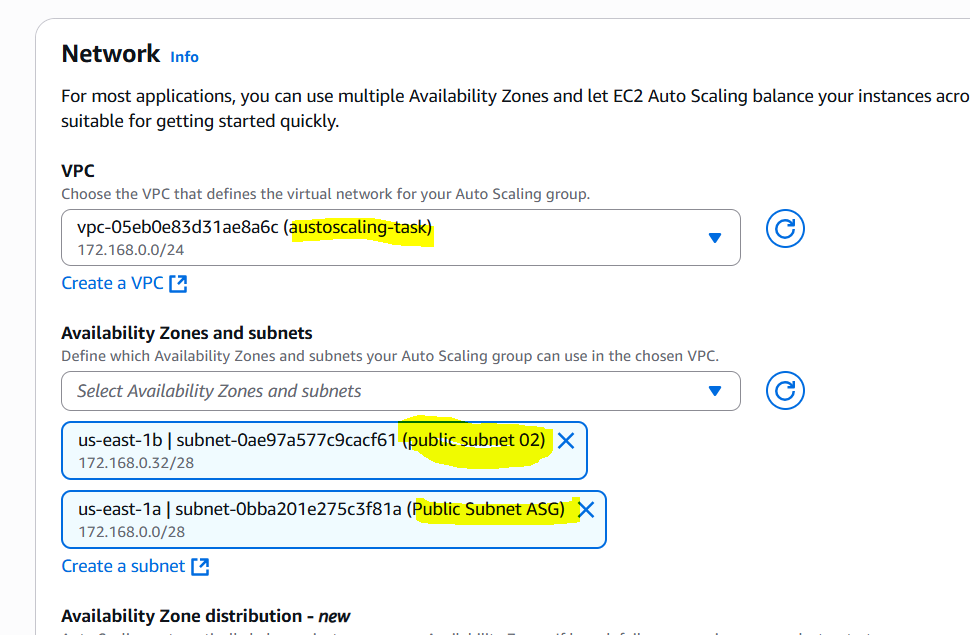 Network Info
For most applications, you can use multiple Availability Zones and let EC2 Auto Scaling balance your instances acro
suitable for getting started quickly.
VPC
Choose the VPC that defines the virtual network for your Auto Scaling group.
vpc-05eb0e83d31ae8a6c (austoscaling-task)
172.168.0.0/24
Create a VPC
Availability Zones and subnets
Define which Availability Zones and subnets your Auto Scaling group can use in the chosen VPC.
Select Availability Zones and subnets
us-east-1b | subnet-0ae97a577c9cacf61 (public subnet 02)
172.168.0.32/28
us-east-1a | subnet-0bba201e275c3f81a (Public Subnet ASG)
172.168.0.0/28
Create a subnet
Availability Zone distribution - new